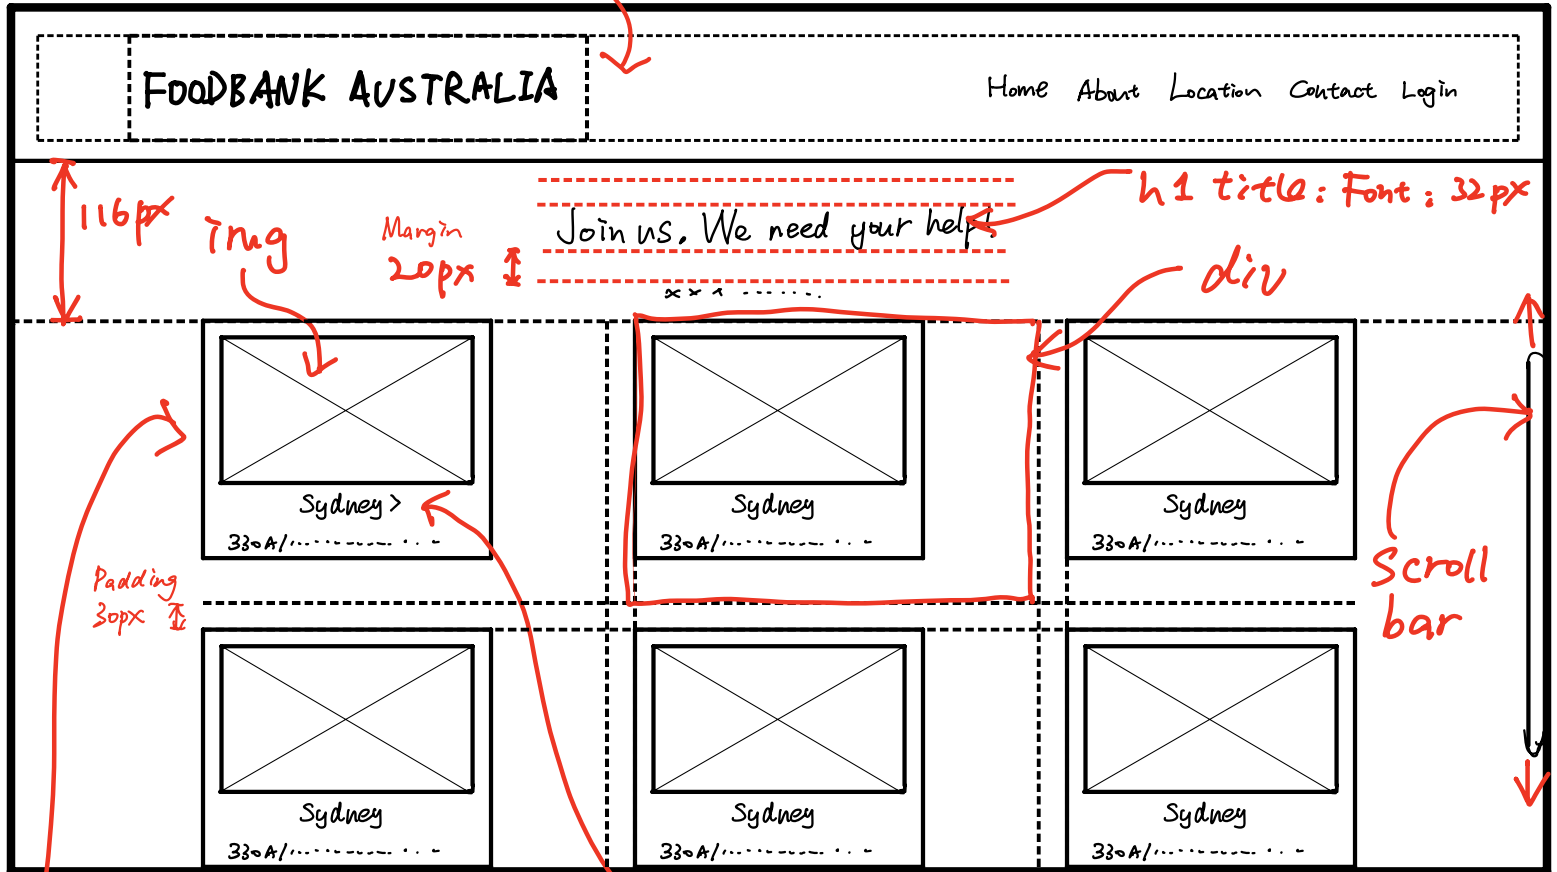 FOODBANK AUSTRALIA
Home About Location Contact Login
116px
img
Margin
20px
Join us. We need your help!
h1 title: Font: 32px
div
x x x ........
Sydney >
330A/..............
Sydney
330A/..............
Sydney
330A/..............
Padding
30px
Scroll
bar
Sydney
330A/..............
Sydney
330A/..............
Sydney
330A/..............